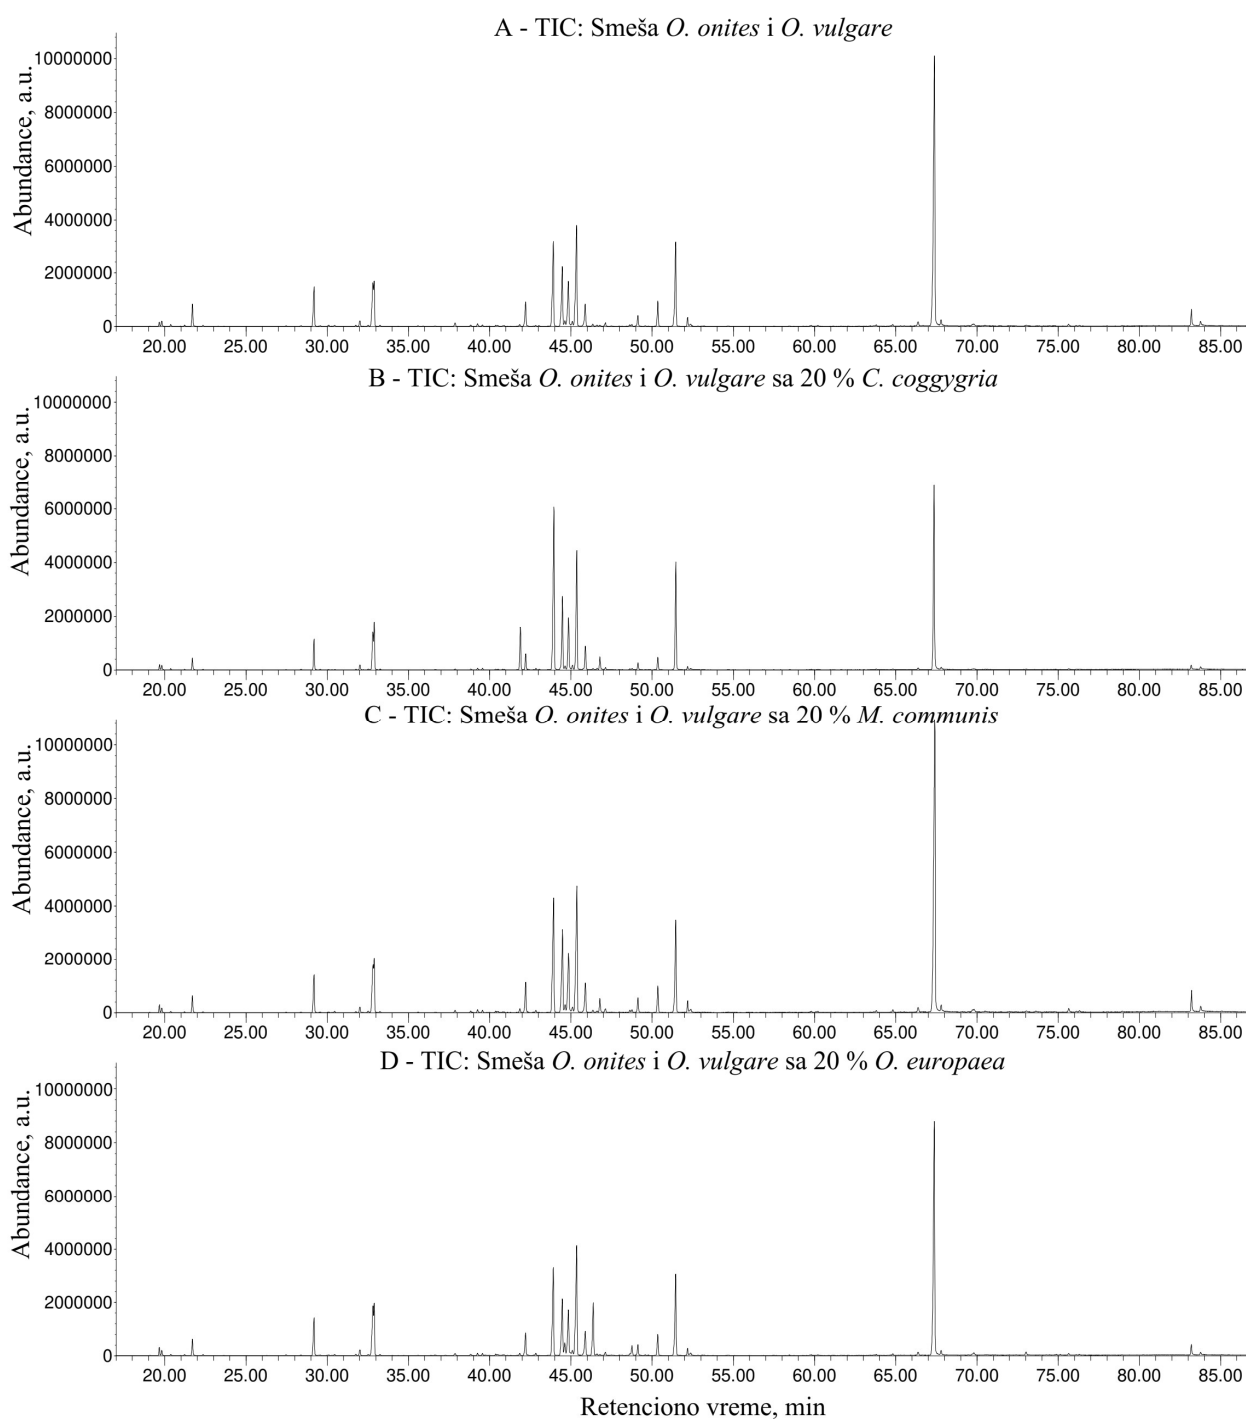 A - TIC: Smeša O. onites i O. vulgare
Abundance, a.u.
10000000
8000000
6000000
4000000
2000000
0
20.00 25.00 30.00 35.00 40.00 45.00 50.00 55.00 60.00 65.00 70.00 75.00 80.00 85.00
B - TIC: Smeša O. onites i O. vulgare sa 20 % C. coggygria
Abundance, a.u.
10000000
8000000
6000000
4000000
2000000
0
20.00 25.00 30.00 35.00 40.00 45.00 50.00 55.00 60.00 65.00 70.00 75.00 80.00 85.00
C - TIC: Smeša O. onites i O. vulgare sa 20 % M. communis
Abundance, a.u.
10000000
8000000
6000000
4000000
2000000
0
20.00 25.00 30.00 35.00 40.00 45.00 50.00 55.00 60.00 65.00 70.00 75.00 80.00 85.00
D - TIC: Smeša O. onites i O. vulgare sa 20 % O. europaea
Abundance, a.u.
10000000
8000000
6000000
4000000
2000000
0
20.00 25.00 30.00 35.00 40.00 45.00 50.00 55.00 60.00 65.00 70.00 75.00 80.00 85.00
Retenciono vreme, min